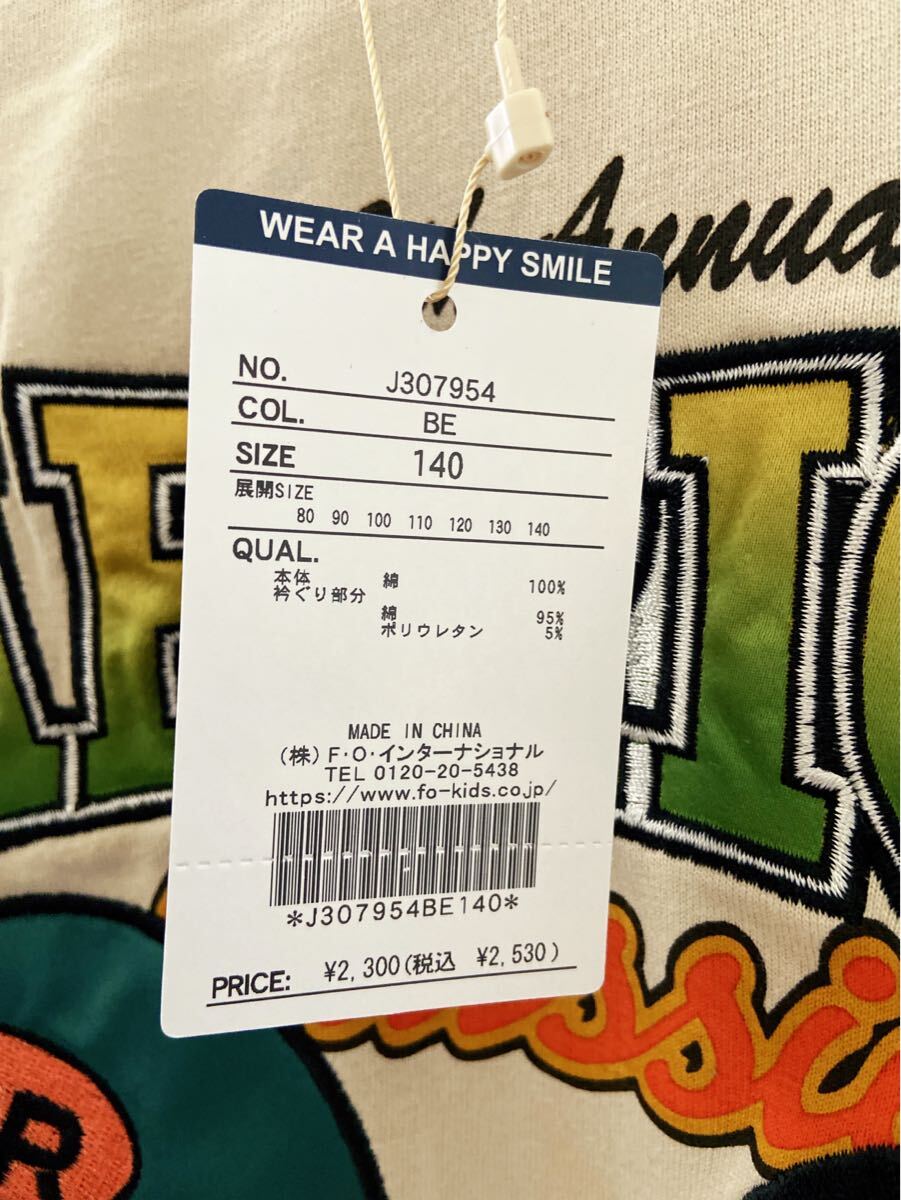 WEAR A HAPPY SMILE
NO. J307954
COL. BE
SIZE 140
展開SIZE
80 90 100 110 120 130 140
QUAL.
本体 綿 100%
衿ぐり部分
綿 95%
ポリウレタン 5%
MADE IN CHINA
(株)F・O・インターナショナル
TEL 0120-20-5438
https://www.fo-kids.co.jp/
*J307954BE140*
PRICE: ¥2,300(税込 ¥2,530)
R